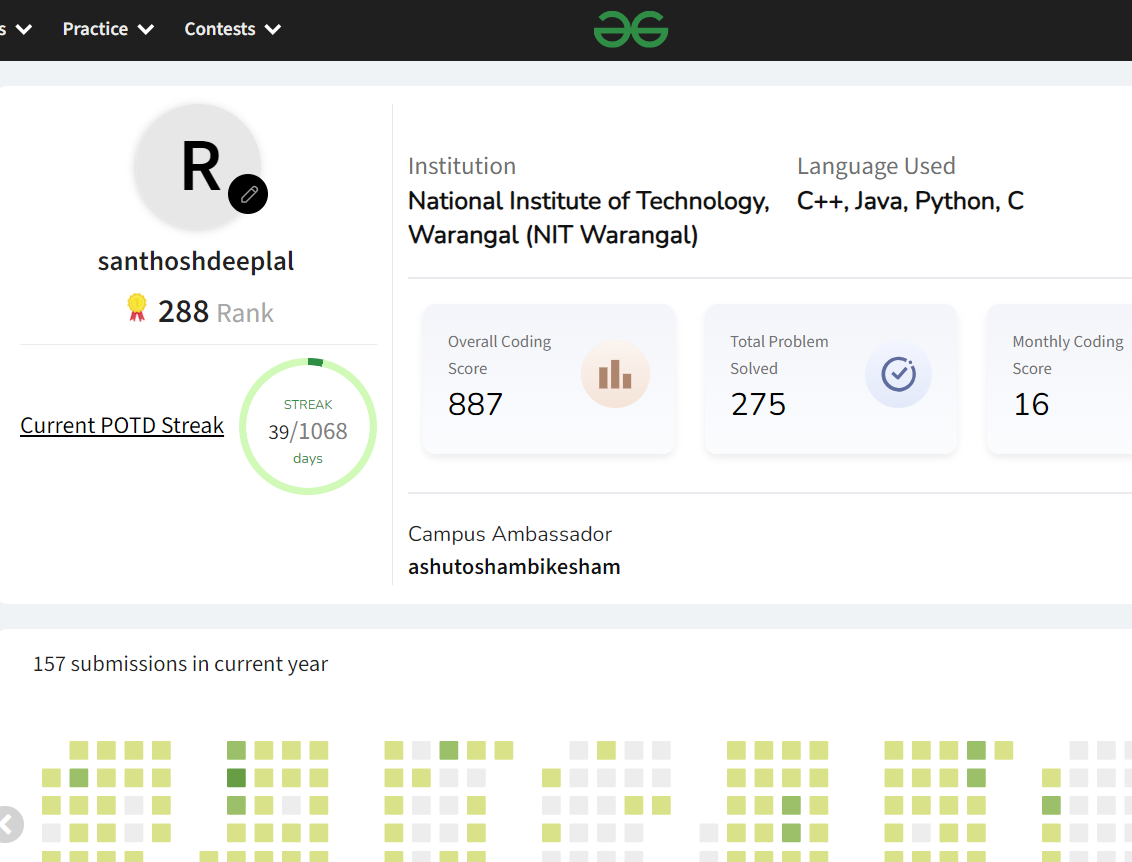 s Practice Contests
R
santhoshdeeplal
288 Rank
Current POTD Streak
STREAK
39/1068
days
Institution
National Institute of Technology,
Warangal (NIT Warangal)
Language Used
C++, Java, Python, C
Overall Coding
Score
887
Total Problem
Solved
275
Monthly Coding
Score
16
Campus Ambassador
ashutoshambikesham
157 submissions in current year